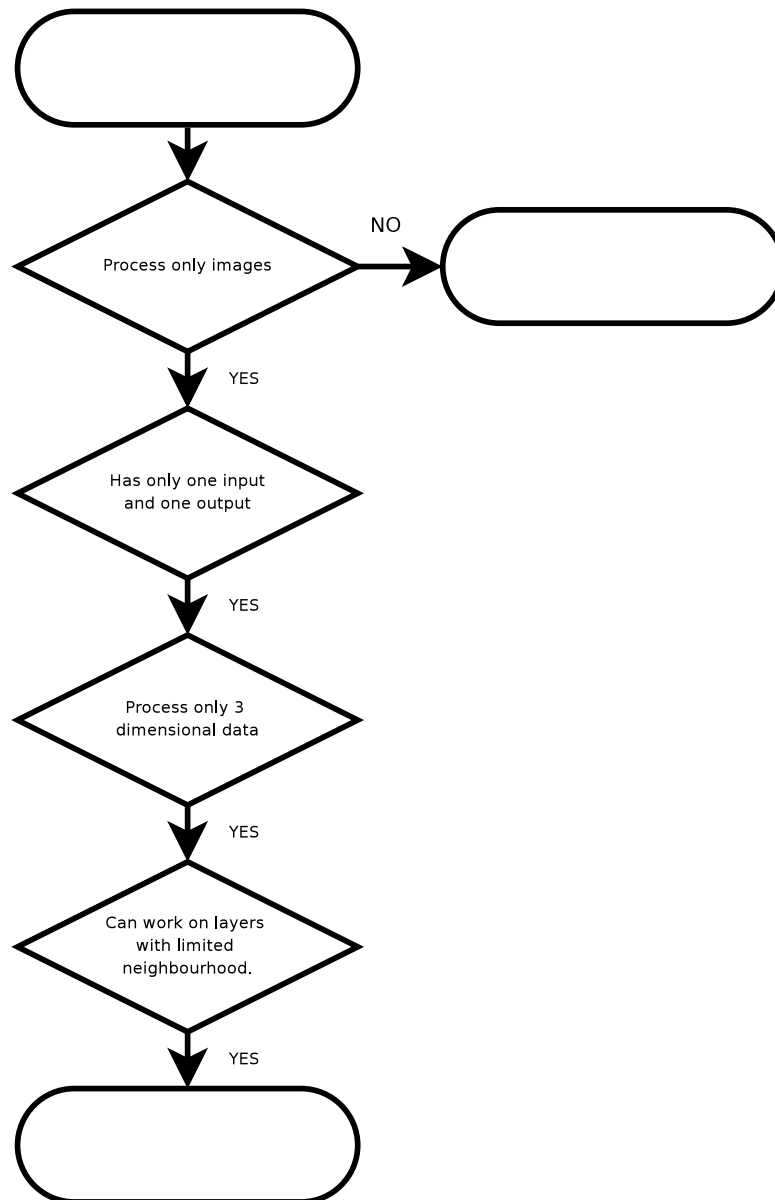 NO
Process only images
YES
Has only one input
and one output
YES
Process only 3
dimensional data
YES
Can work on layers
with limited
neighbourhood.
YES